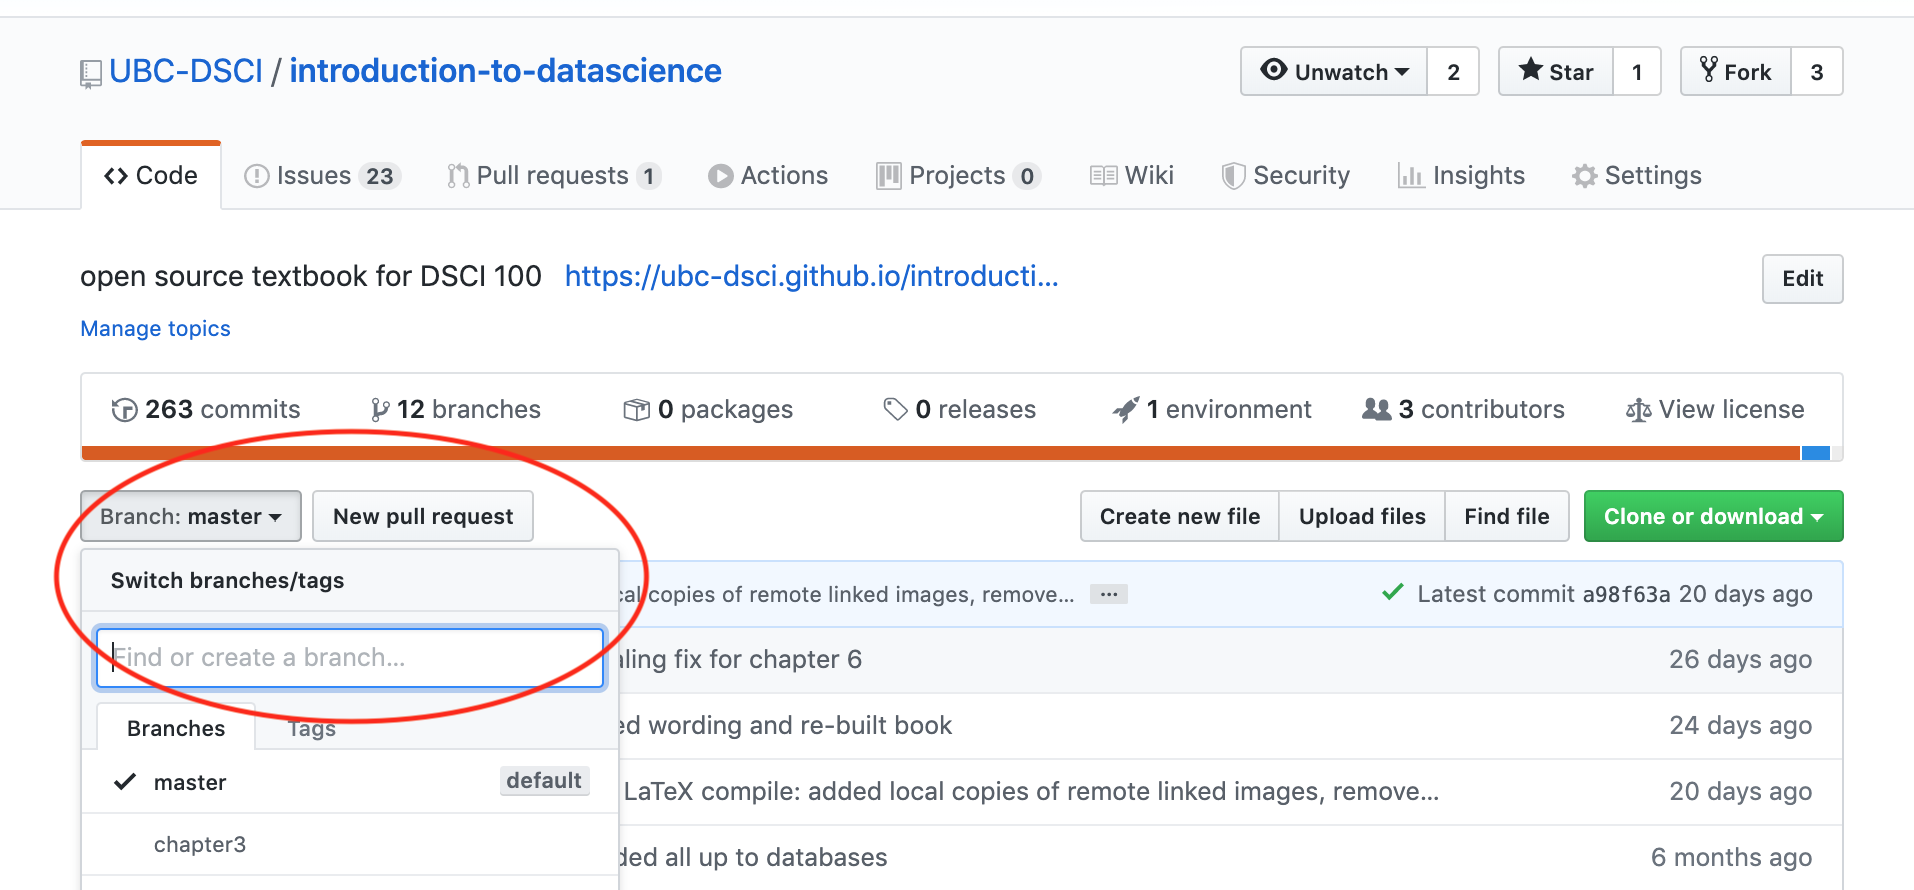 UBC-DSCI / introduction-to-datascience Unwatch 2 Star 1 Fork 3
Code Issues 23 Pull requests 1 Actions Projects 0 Wiki Security Insights Settings
open source textbook for DSCI 100 https://ubc-dsci.github.io/introducti... Edit
Manage topics
263 commits 12 branches 0 packages 0 releases 1 environment 3 contributors View license
Branch: master New pull request Create new file Upload files Find file Clone or download
Switch branches/tags
copies of remote linked images, remove... ... Latest commit a98f63a 20 days ago
Find or create a branch...
fix for chapter 6 26 days ago
Branches Tags
wording and re-built book 24 days ago
master default
LaTeX compile: added local copies of remote linked images, remove... 20 days ago
chapter3
all up to databases 6 months ago